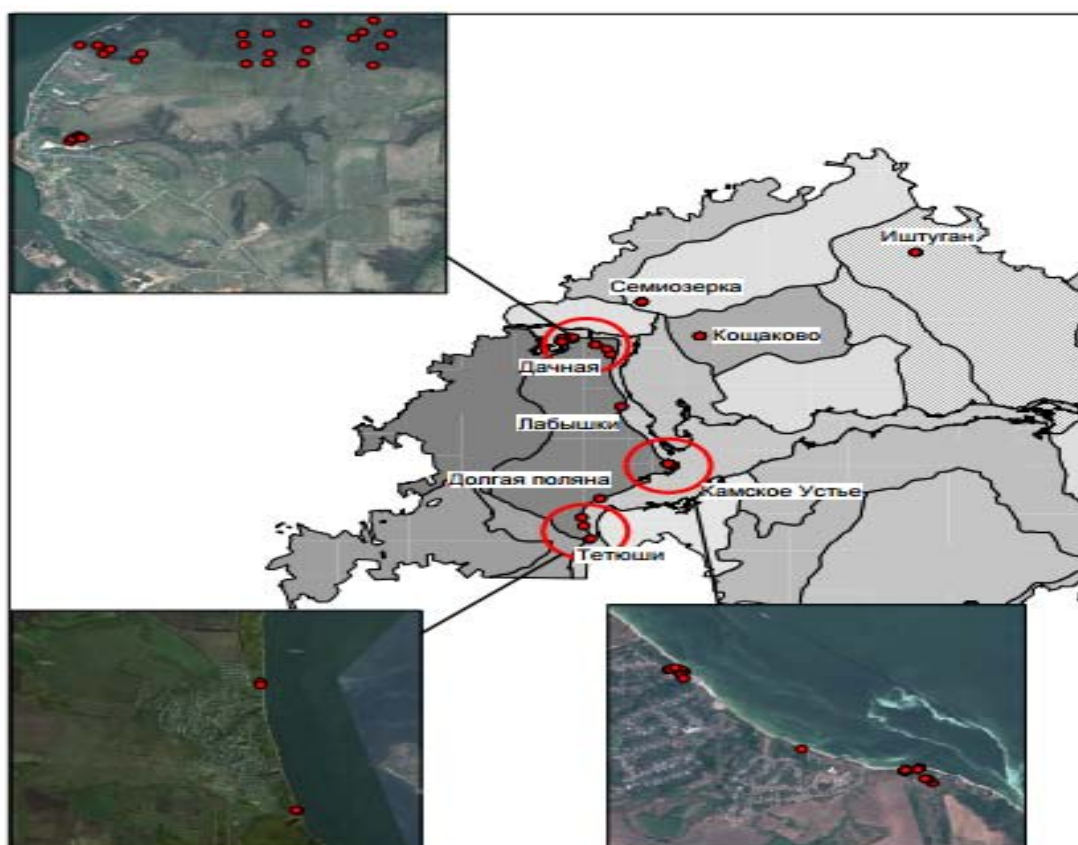 Иштуган
Семиозерка
Кощаково
Дачная
Лабышки
Долгая поляна
Камское Устье
Тетюши